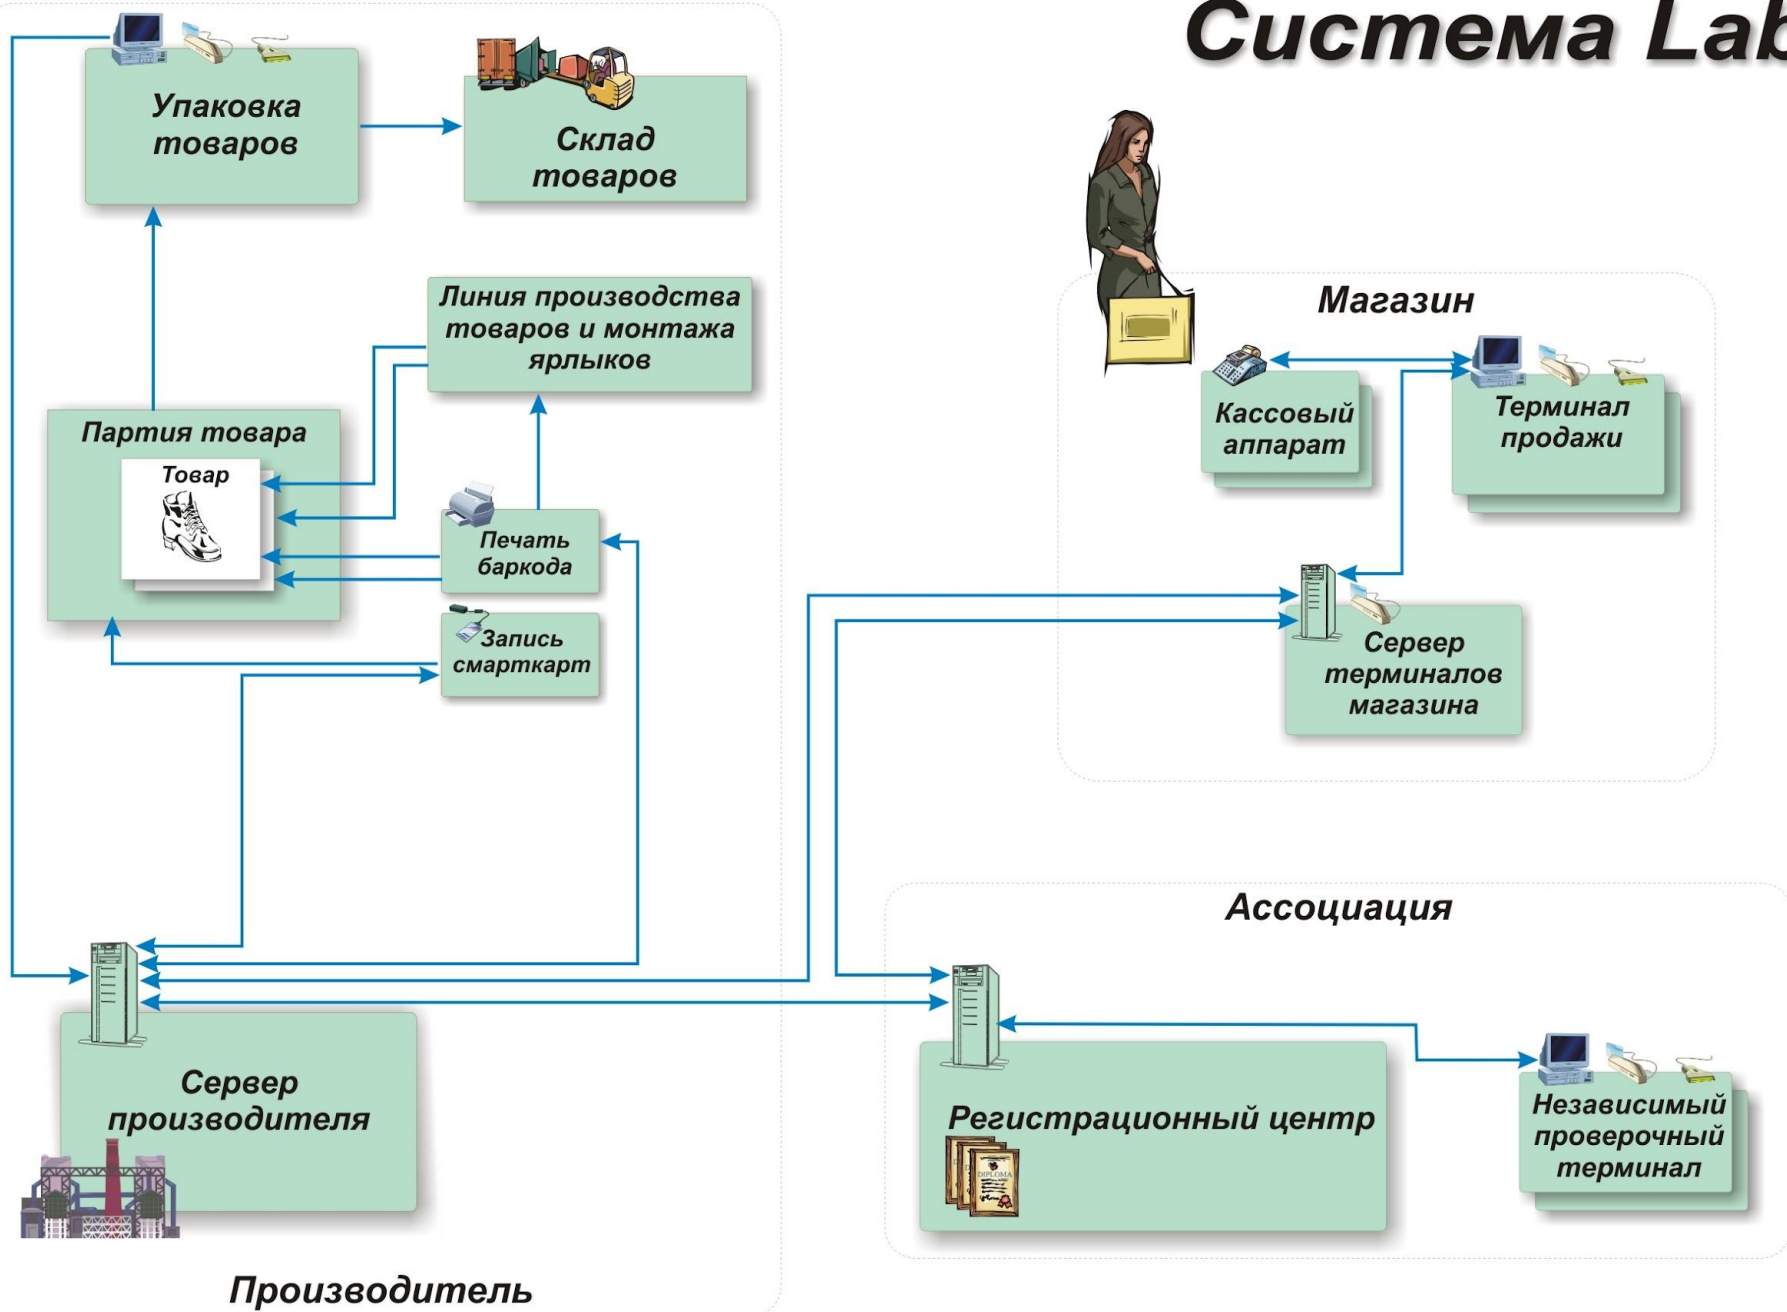 Система Lab
Упаковка
товаров
Склад
товаров
Линия производства
товаров и монтажа
ярлыков
Партия товара
Товар
Печать
баркода
Запись
смарткарт
Сервер
производителя
Производитель
Магазин
Кассовый
аппарат
Терминал
продажи
Сервер
терминалов
магазина
Ассоциация
Регистрационный центр
DIPLOMA
Независимый
проверочный
терминал